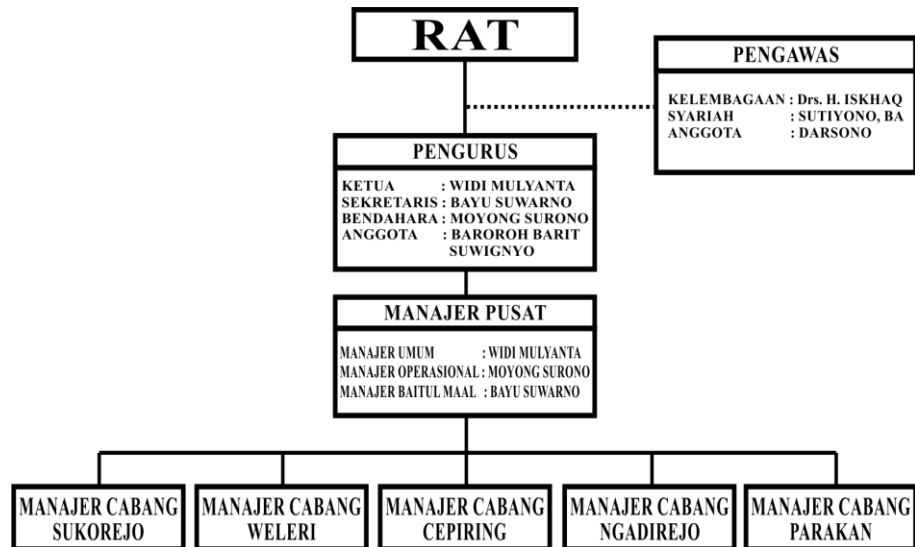 RAT
PENGAWAS
KELEMBAGAAN : Drs. H. ISKHAQ
SYARIAH : SUTIYONO, BA
ANGGOTA : DARSONO
PENGURUS
KETUA : WIDI MULYANTA
SEKRETARIS : BAYU SUWARNO
BENDAHARA : MOYONG SURONO
ANGGOTA : BAROROH BARIT
SUWIGNYO
MANAJER PUSAT
MANAJER UMUM : WIDI MULYANTA
MANAJER OPERASIONAL : MOYONG SURONO
MANAJER BAITUL MAAL : BAYU SUWARNO
MANAJER CABANG
SUKOREJO
MANAJER CABANG
WELERI
MANAJER CABANG
CEPIRING
MANAJER CABANG
NGADIREJO
MANAJER CABANG
PARAKAN